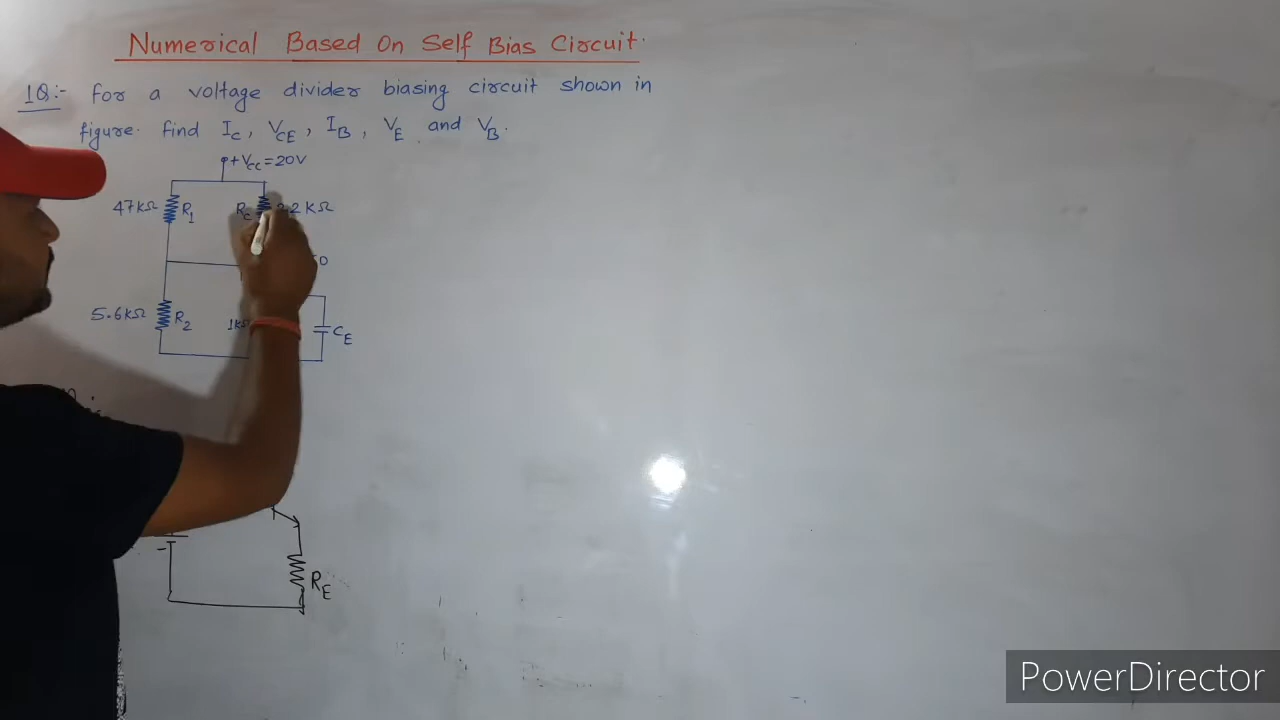 Numerical Based On Self Bias Circuit.
1Q:- For a voltage divider biasing circuit shown in
figure. find IC, VCE, IB, VE and VB.
+VCC=20V
47KΩ R1 RC 2KΩ
5.6KΩ R2 CE
RE
PowerDirector